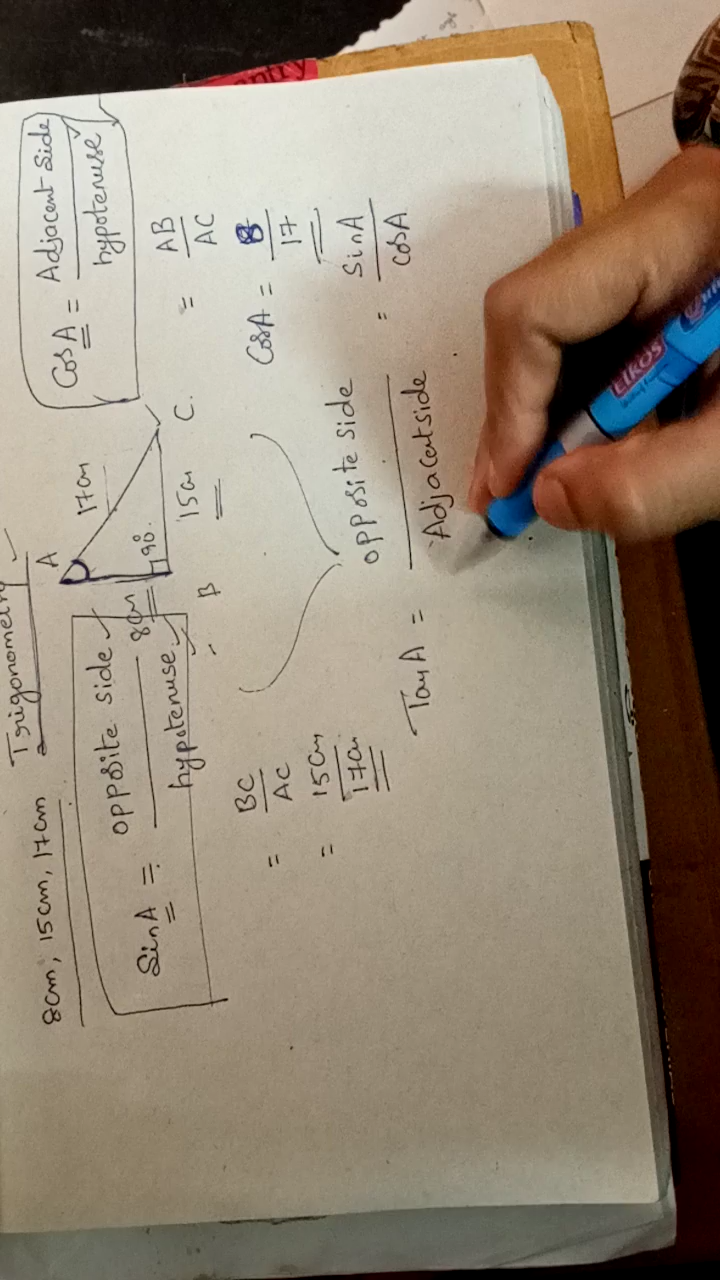 Trigonometry
8cm, 15cm, 17cm
A
17cm
8cm
90°
B
15cm
C.
Sin A = opposite side
hypotenuse
Cos A = Adjacent Side
hypotenuse
= BC
AC
= AB
AC
= 15cm
17cm
Cos A = 8
17
opposite side
Tan A =
Adjacent side
= Sin A
Cos A
ELKOS